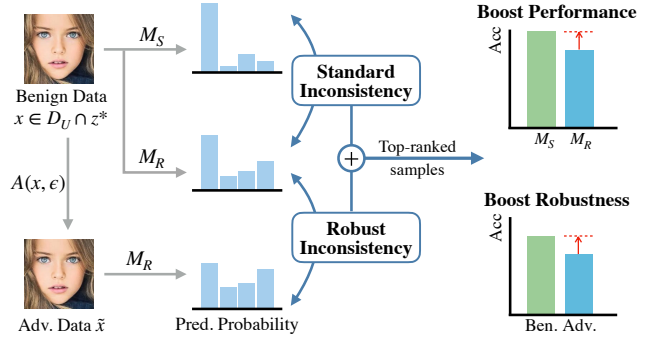 Benign Data
x ∈ D_U ∩ z*
A(x, ϵ)
Adv. Data x̃
M_S
M_R
M_R
Pred. Probability
Standard
Inconsistency
+
Robust
Inconsistency
Top-ranked
samples
Boost Performance
Acc
M_S M_R
Boost Robustness
Acc
Ben. Adv.